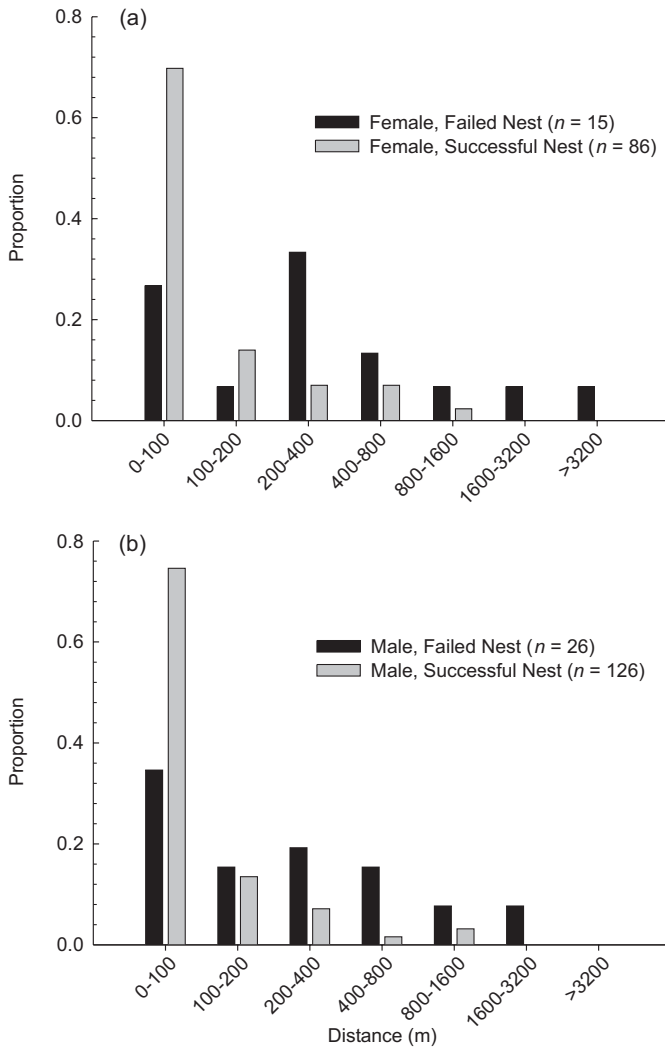 (a)
0.8
0.6
0.4
0.2
0.0
Proportion
Female, Failed Nest (n = 15)
Female, Successful Nest (n = 86)
0-100
100-200
200-400
400-800
800-1600
1600-3200
>3200
(b)
0.8
0.6
0.4
0.2
0.0
Proportion
Male, Failed Nest (n = 26)
Male, Successful Nest (n = 126)
0-100
100-200
200-400
400-800
800-1600
1600-3200
>3200
Distance (m)